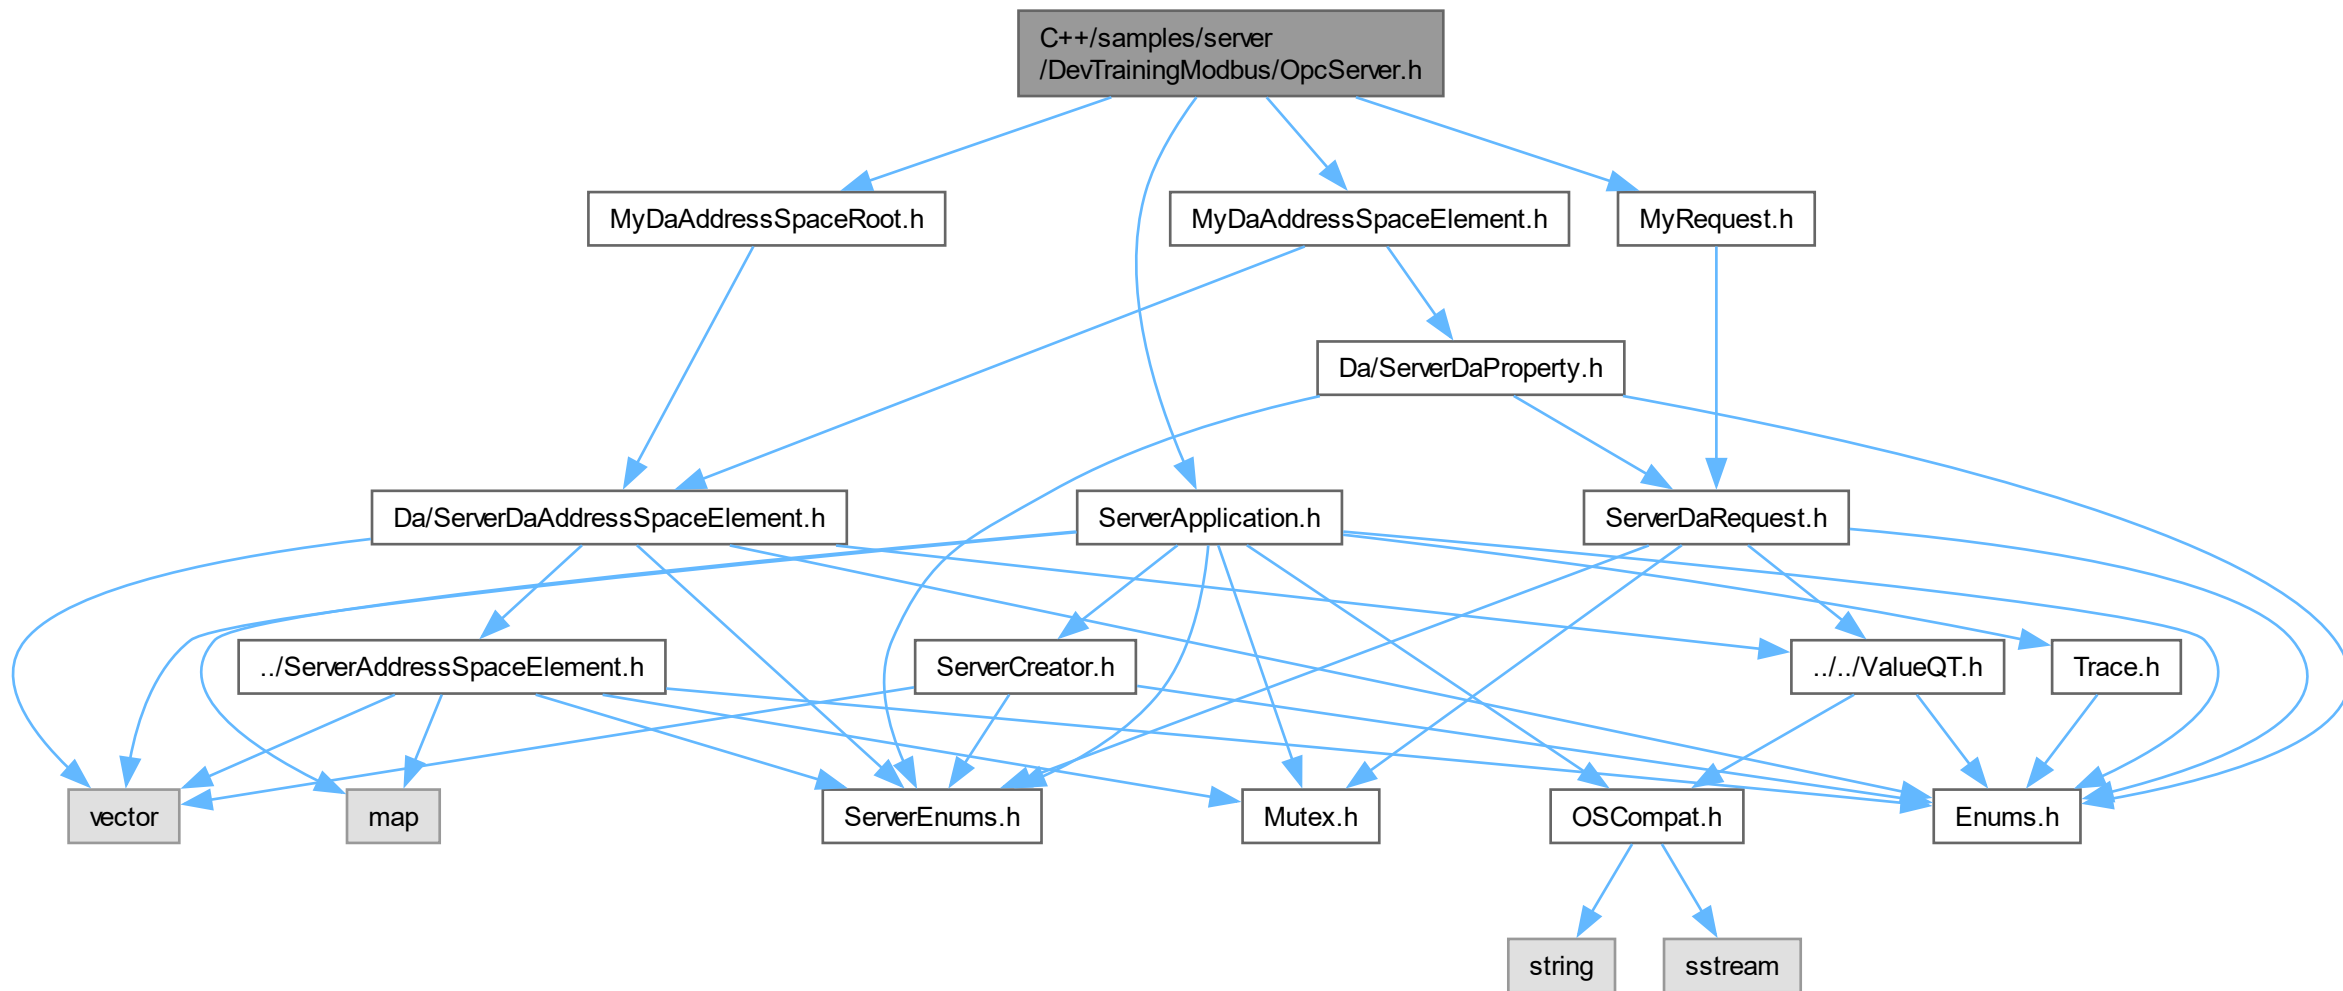 C++/samples/server
/DevTrainingModbus/OpcServer.h
MyDaAddressSpaceRoot.h
MyDaAddressSpaceElement.h
MyRequest.h
Da/ServerDaProperty.h
Da/ServerDaAddressSpaceElement.h
ServerApplication.h
ServerDaRequest.h
../ServerAddressSpaceElement.h
ServerCreator.h
../../ValueQT.h
Trace.h
vector
map
ServerEnums.h
Mutex.h
OSCompat.h
Enums.h
string
sstream